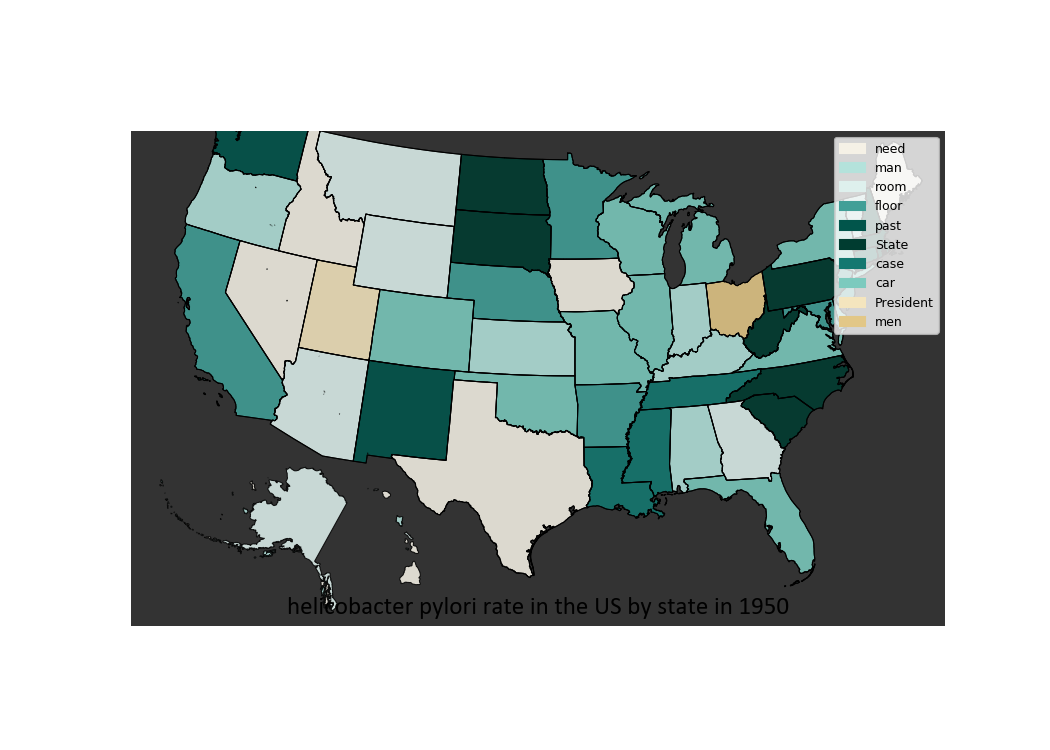 need
man
room
floor
past
State
case
car
President
men
helicobacter pylori rate in the US by state in 1950